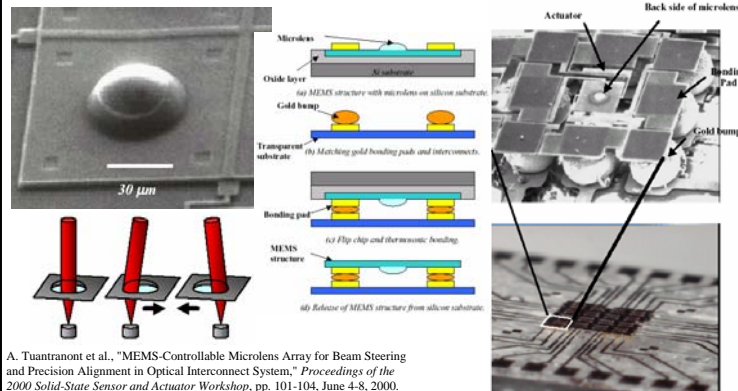 30 µm
Microlens
Oxide layer
Si substrate
(a) MEMS structure with microlens on silicon substrate.
Gold bump
Transparent
substrate
(b) Matching gold bonding pads and interconnects.
Bonding pad
(c) Flip chip and thermosonic bonding.
MEMS
structure
(d) Release of MEMS structure from silicon substrate.
Actuator
Back side of microlens
Bonding
Pad
Gold bump
A. Tuantranont et al., "MEMS-Controllable Microlens Array for Beam Steering
and Precision Alignment in Optical Interconnect System," Proceedings of the
2000 Solid-State Sensor and Actuator Workshop, pp. 101-104, June 4-8, 2000.